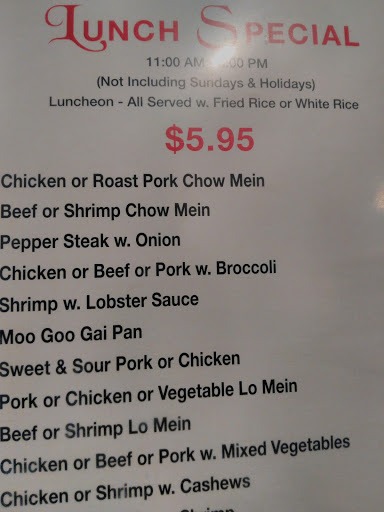 Lunch Special
11:00 AM :00 PM
(Not Including Sundays & Holidays)
Luncheon - All Served w. Fried Rice or White Rice
$5.95
Chicken or Roast Pork Chow Mein
Beef or Shrimp Chow Mein
Pepper Steak w. Onion
Chicken or Beef or Pork w. Broccoli
Shrimp w. Lobster Sauce
Moo Goo Gai Pan
Sweet & Sour Pork or Chicken
Pork or Chicken or Vegetable Lo Mein
Beef or Shrimp Lo Mein
Chicken or Beef or Pork w. Mixed Vegetables
Chicken or Shrimp w. Cashews
Shrimp